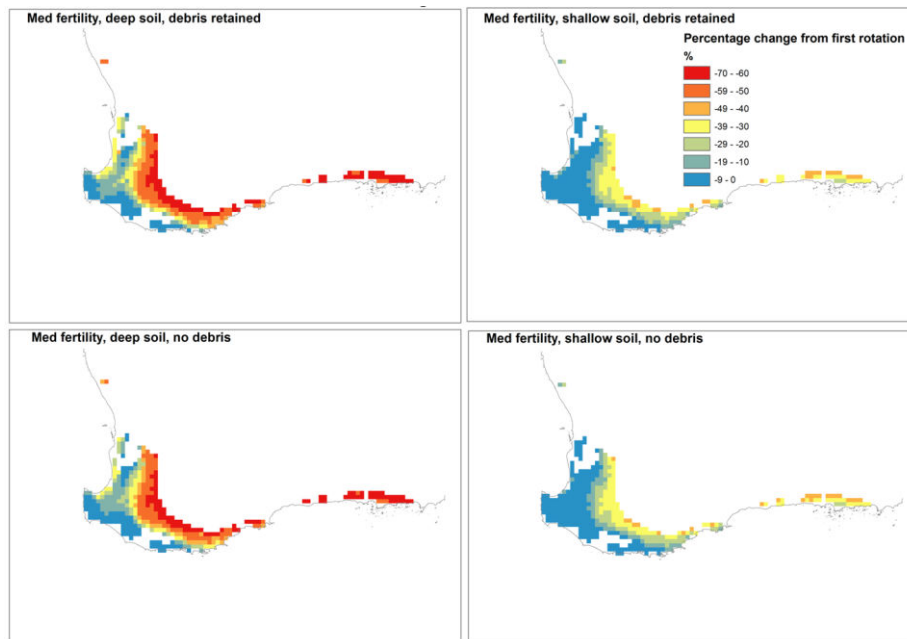 Med fertility, deep soil, debris retained
Med fertility, shallow soil, debris retained
Percentage change from first rotation
%
-70 - -60
-59 - -50
-49 - -40
-39 - -30
-29 - -20
-19 - -10
-9 - 0
Med fertility, deep soil, no debris
Med fertility, shallow soil, no debris